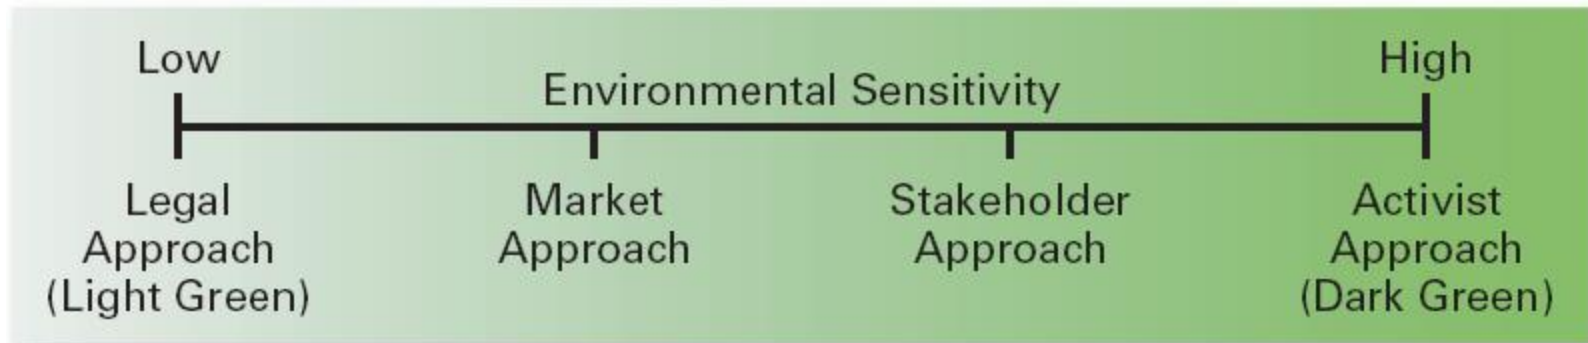 Low
High
Environmental Sensitivity
Legal
Approach
(Light Green)
Market
Approach
Stakeholder
Approach
Activist
Approach
(Dark Green)